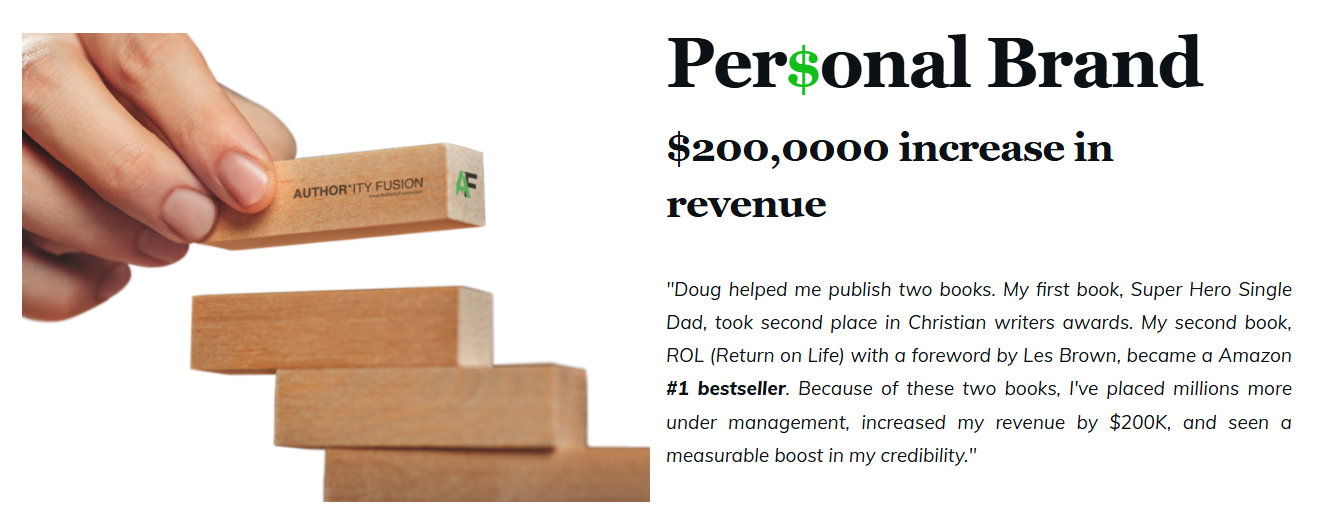 Per$onal Brand
$200,0000 increase in
revenue
"Doug helped me publish two books. My first book, Super Hero Single
Dad, took second place in Christian writers awards. My second book,
ROL (Return on Life) with a foreword by Les Brown, became a Amazon
#1 bestseller. Because of these two books, I've placed millions more
under management, increased my revenue by $200K, and seen a
measurable boost in my credibility."
AUTHOR*ITY FUSION
AF